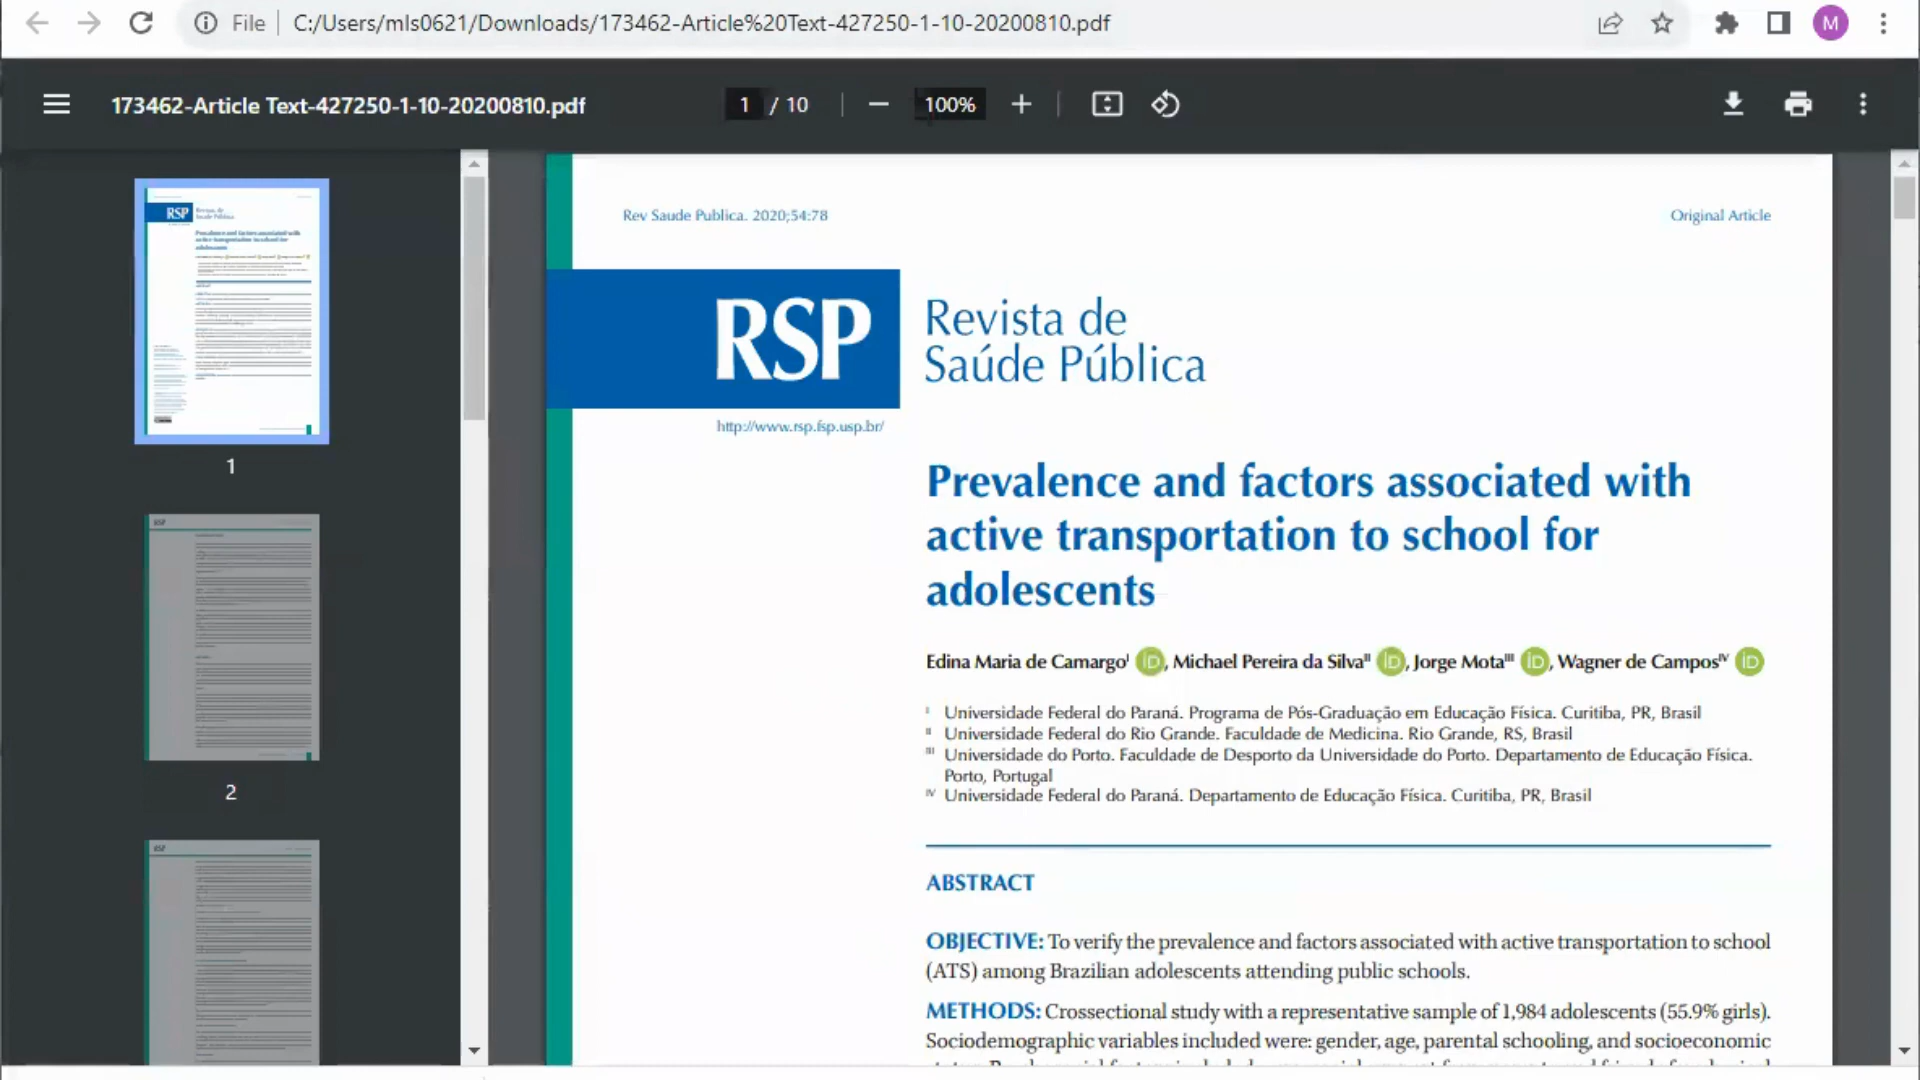 File | C:/Users/mls0621/Downloads/173462-Article%20Text-427250-1-10-20200810.pdf
M
173462-Article Text-427250-1-10-20200810.pdf
1 / 10
100%
1
2
Rev Saude Publica. 2020;54:78
Original Article
RSP
Revista de
Saúde Pública
http://www.rsp.fsp.usp.br/
Prevalence and factors associated with
active transportation to school for
adolescents
Edina Maria de Camargo^I iD, Michael Pereira da Silva^II iD, Jorge Mota^III iD, Wagner de Campos^IV iD
I Universidade Federal do Paraná. Programa de Pós-Graduação em Educação Física. Curitiba, PR, Brasil
II Universidade Federal do Rio Grande. Faculdade de Medicina. Rio Grande, RS, Brasil
III Universidade do Porto. Faculdade de Desporto da Universidade do Porto. Departamento de Educação Física.
Porto, Portugal
IV Universidade Federal do Paraná. Departamento de Educação Física. Curitiba, PR, Brasil
ABSTRACT
OBJECTIVE: To verify the prevalence and factors associated with active transportation to school
(ATS) among Brazilian adolescents attending public schools.
METHODS: Crossectional study with a representative sample of 1,984 adolescents (55.9% girls).
Sociodemographic variables included were: gender, age, parental schooling, and socioeconomic